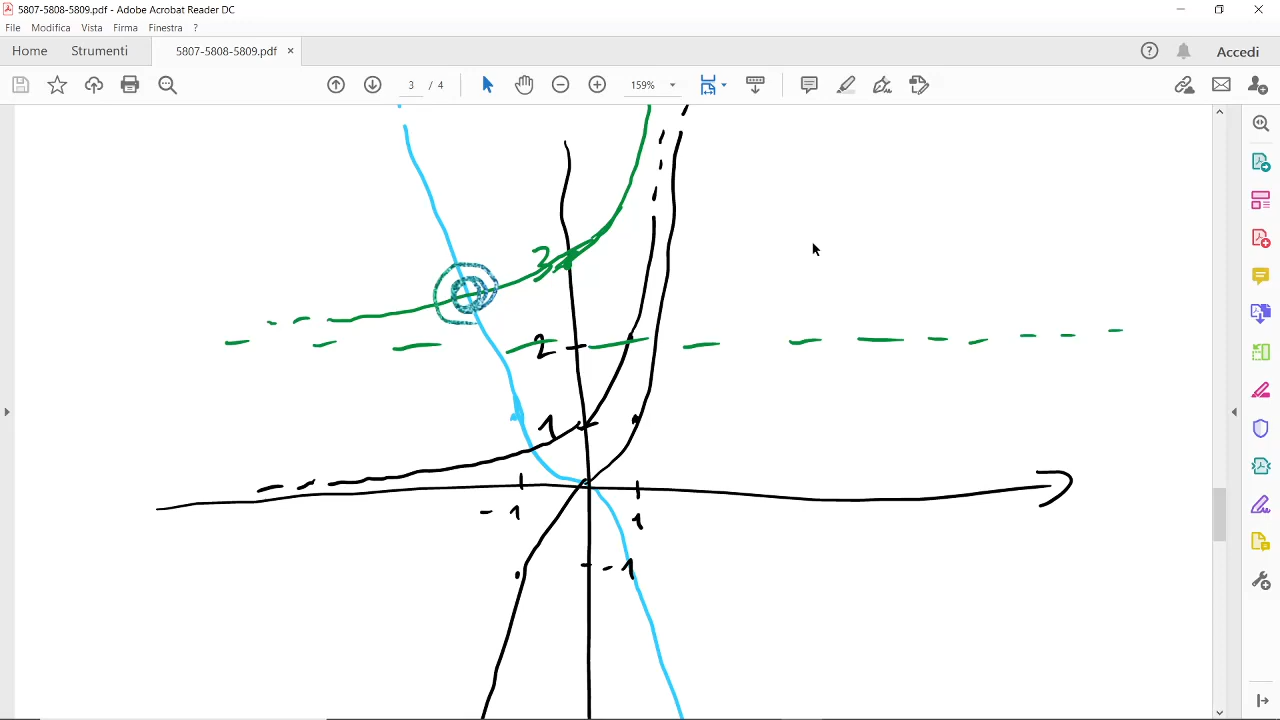 5807-5808-5809.pdf - Adobe Acrobat Reader DC
File Modifica Vista Firma Finestra ?
Home Strumenti 5807-5808-5809.pdf × Accedi
3 / 4 159%
3
2
1
-1 1
-1